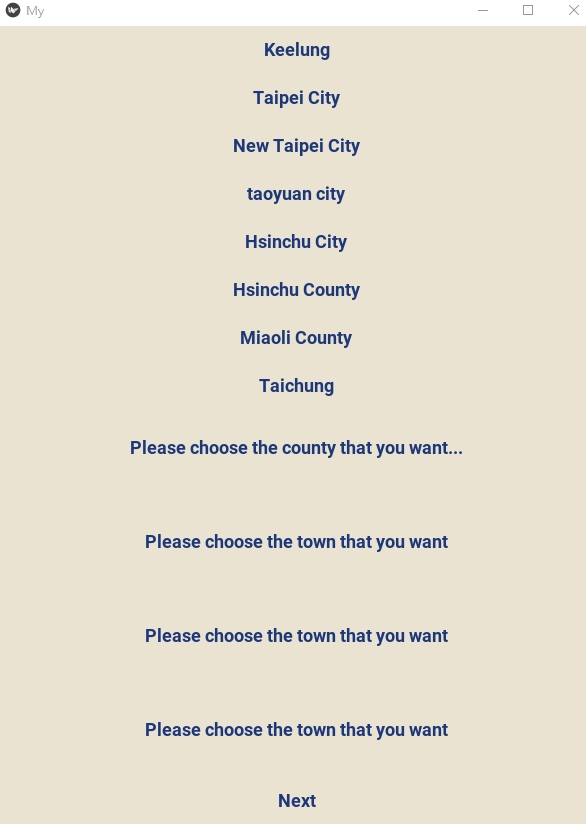 My
Keelung
Taipei City
New Taipei City
taoyuan city
Hsinchu City
Hsinchu County
Miaoli County
Taichung
Please choose the county that you want...
Please choose the town that you want
Please choose the town that you want
Please choose the town that you want
Next